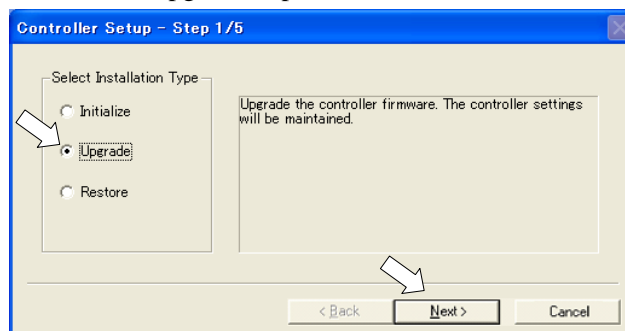 Controller Setup - Step 1/5
Select Installation Type
Initialize
Upgrade
Restore
Upgrade the controller firmware. The controller settings
will be maintained.
< Back
Next >
Cancel